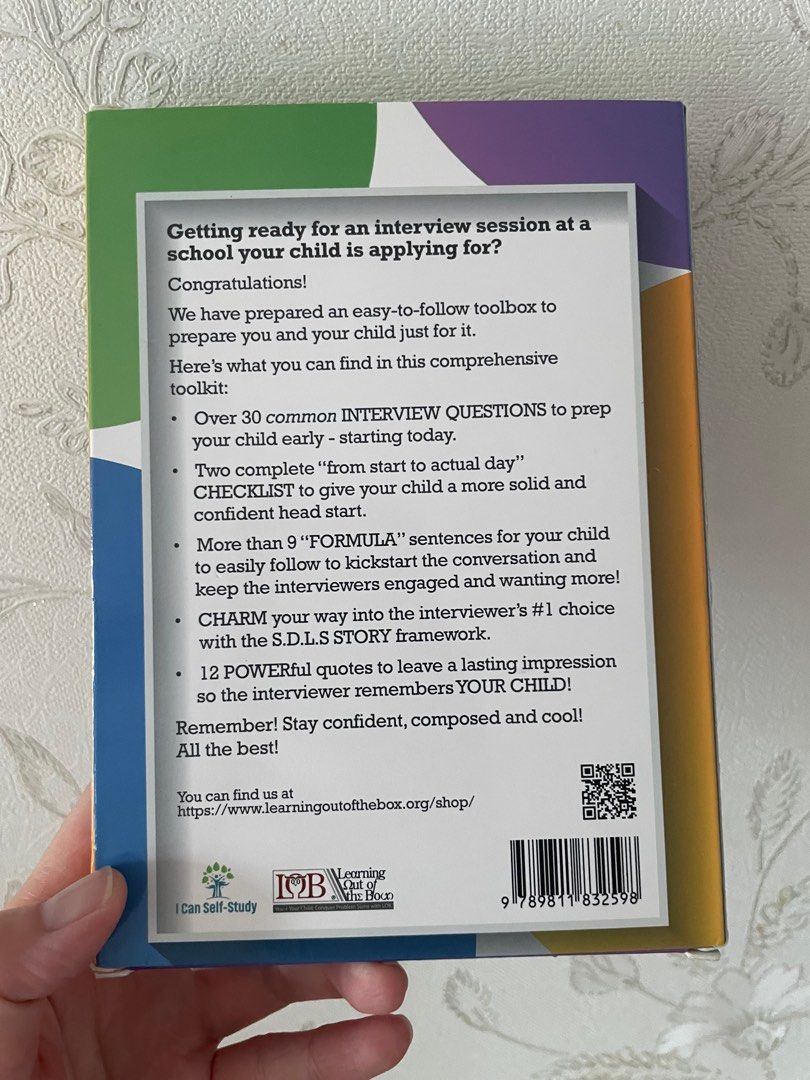 Getting ready for an interview session at a
school your child is applying for?
Congratulations!
We have prepared an easy-to-follow toolbox to
prepare you and your child just for it.
Here's what you can find in this comprehensive
toolkit:
• Over 30 common INTERVIEW QUESTIONS to prep
your child early - starting today.
• Two complete “from start to actual day”
CHECKLIST to give your child a more solid and
confident head start.
• More than 9 “FORMULA” sentences for your child
to easily follow to kickstart the conversation and
keep the interviewers engaged and wanting more!
• CHARM your way into the interviewer's #1 choice
with the S.D.L.S STORY framework.
• 12 POWERful quotes to leave a lasting impression
so the interviewer remembers YOUR CHILD!
Remember! Stay confident, composed and cool!
All the best!
You can find us at
https://www.learningoutofthebox.org/shop/
I Can Self-Study
LOB
Learning
Out of
the Box
Your Child Conquer Problem Sums with LOB
9 789811 832598